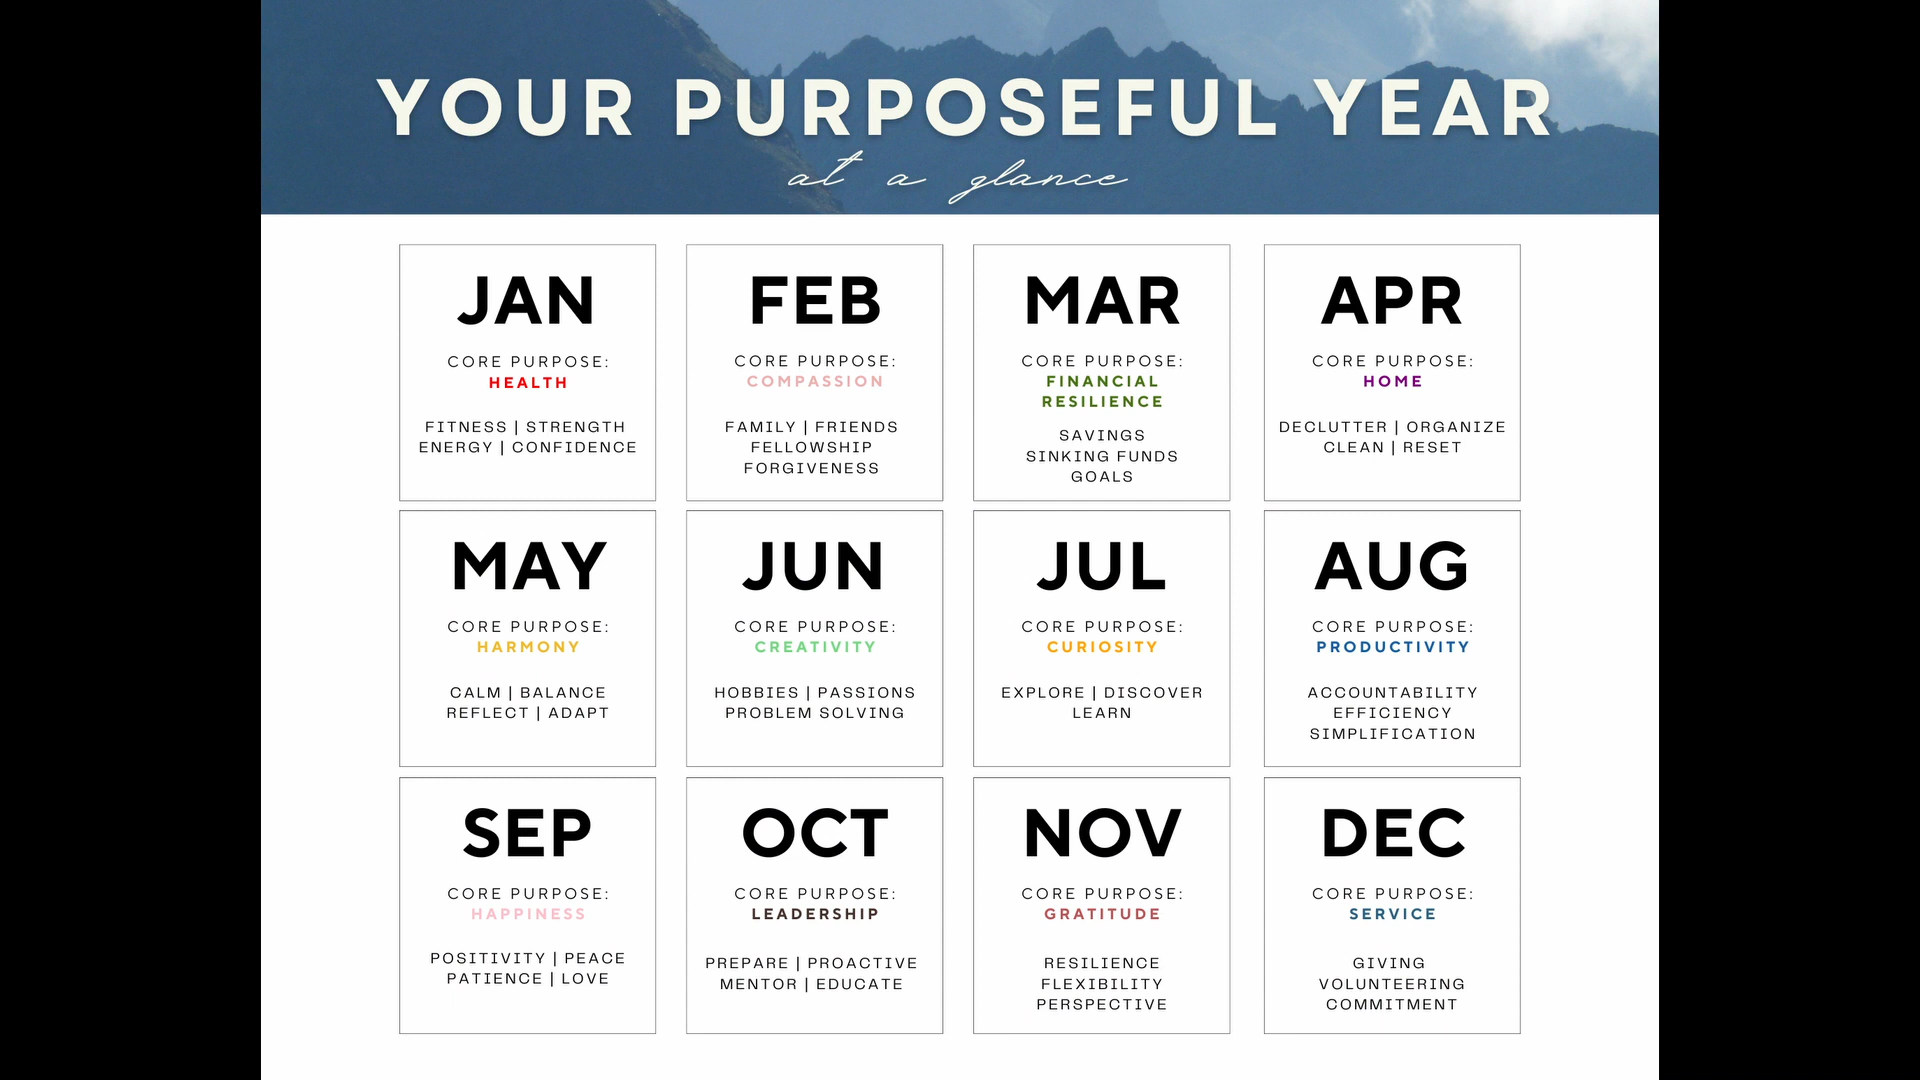 YOUR PURPOSEFUL YEAR
at a glance
JAN
CORE PURPOSE:
HEALTH
FITNESS | STRENGTH
ENERGY | CONFIDENCE
FEB
CORE PURPOSE:
COMPASSION
FAMILY | FRIENDS
FELLOWSHIP
FORGIVENESS
MAR
CORE PURPOSE:
FINANCIAL
RESILIENCE
SAVINGS
SINKING FUNDS
GOALS
APR
CORE PURPOSE:
HOME
DECLUTTER | ORGANIZE
CLEAN | RESET
MAY
CORE PURPOSE:
HARMONY
CALM | BALANCE
REFLECT | ADAPT
JUN
CORE PURPOSE:
CREATIVITY
HOBBIES | PASSIONS
PROBLEM SOLVING
JUL
CORE PURPOSE:
CURIOSITY
EXPLORE | DISCOVER
LEARN
AUG
CORE PURPOSE:
PRODUCTIVITY
ACCOUNTABILITY
EFFICIENCY
SIMPLIFICATION
SEP
CORE PURPOSE:
HAPPINESS
POSITIVITY | PEACE
PATIENCE | LOVE
OCT
CORE PURPOSE:
LEADERSHIP
PREPARE | PROACTIVE
MENTOR | EDUCATE
NOV
CORE PURPOSE:
GRATITUDE
RESILIENCE
FLEXIBILITY
PERSPECTIVE
DEC
CORE PURPOSE:
SERVICE
GIVING
VOLUNTEERING
COMMITMENT